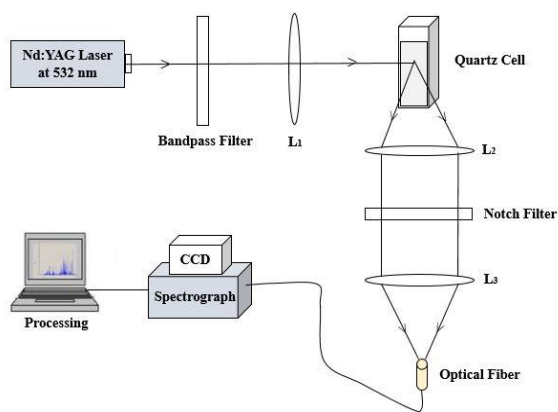 Nd:YAG Laser
at 532 nm
Bandpass Filter
L1
Quartz Cell
L2
Notch Filter
L3
Optical Fiber
CCD
Spectrograph
Processing